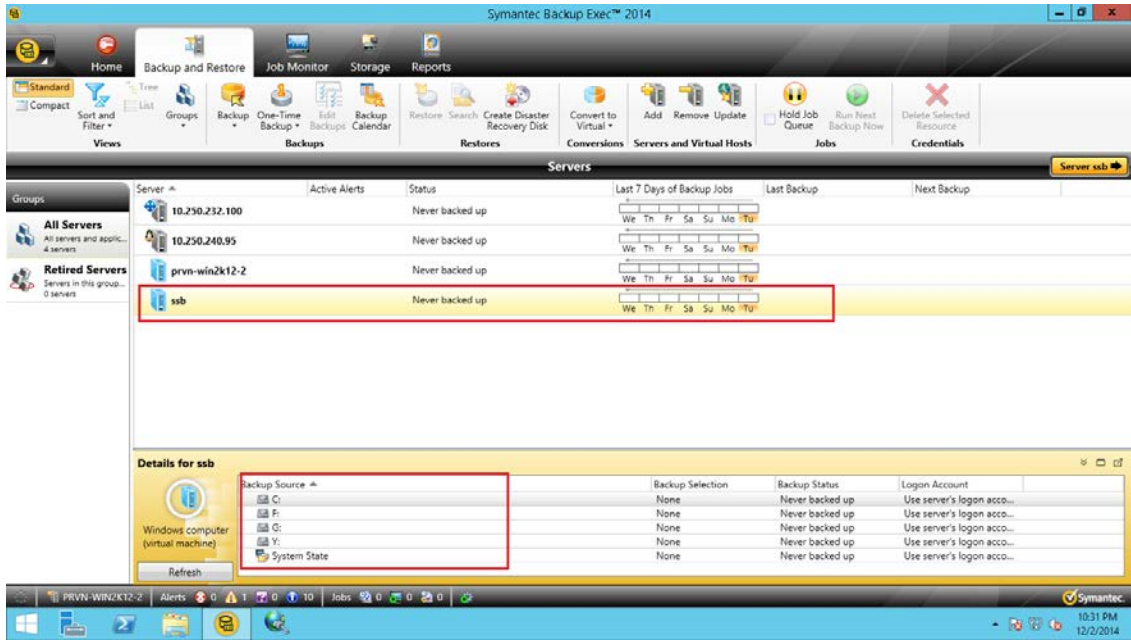 Symantec Backup Exec™ 2014
Home
Backup and Restore
Job Monitor
Storage
Reports
Standard
Compact
Sort and Filter
Tree
List
Groups
Backup
One-Time Backup
Edit Backups
Backup Calendar
Restore
Search
Create Disaster Recovery Disk
Convert to Virtual
Add
Remove
Update
Hold Job Queue
Run Next Backup Now
Delete Selected Resource
Views
Backups
Restores
Conversions
Servers and Virtual Hosts
Jobs
Credentials
Servers
Server ssb
Groups
All Servers
All servers and applic...
4 servers
Retired Servers
Servers in this group...
0 servers
Server Active Alerts Status Last 7 Days of Backup Jobs Last Backup Next Backup
10.250.232.100 Never backed up
We Th Fr Sa Su Mo Tu
10.250.240.95 Never backed up
We Th Fr Sa Su Mo Tu
prvn-win2k12-2 Never backed up
We Th Fr Sa Su Mo Tu
ssb Never backed up
We Th Fr Sa Su Mo Tu
Details for ssb
Windows computer
(virtual machine)
Refresh
Backup Source Backup Selection Backup Status Logon Account
C: None Never backed up Use server's logon acco...
F: None Never backed up Use server's logon acco...
G: None Never backed up Use server's logon acco...
Y: None Never backed up Use server's logon acco...
System State None Never backed up Use server's logon acco...
PRVN-WIN2K12-2 Alerts 0 1 0 10 Jobs 0 0 0
Symantec.
10:31 PM
12/2/2014